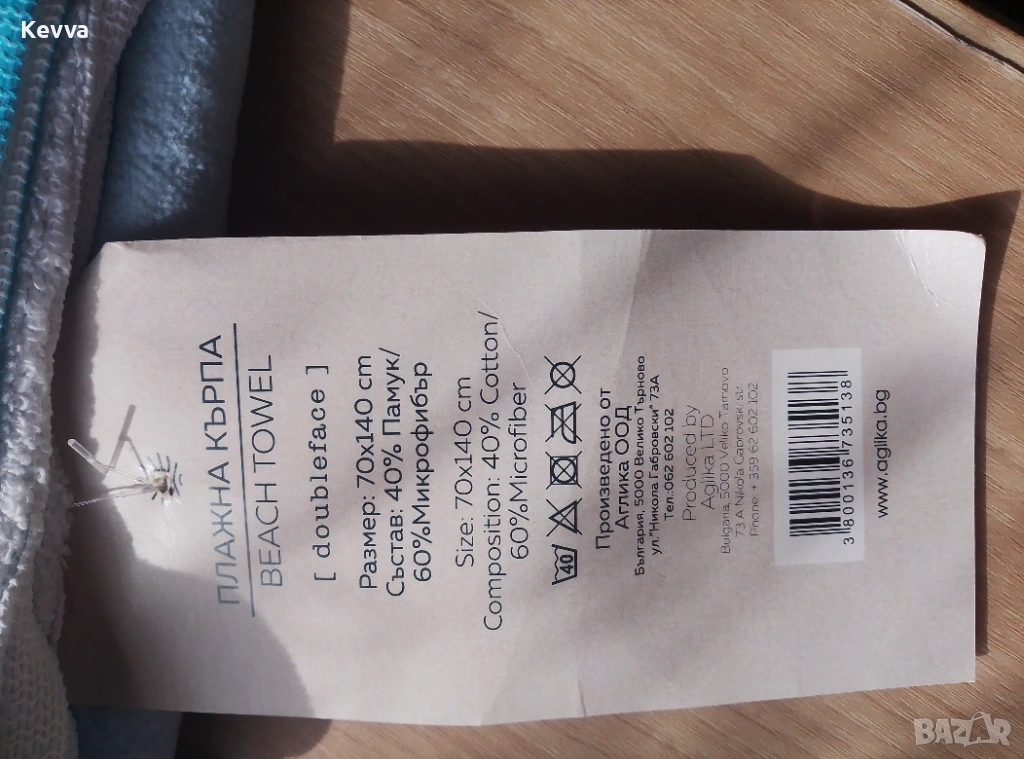 Kevva
ПЛАЖНА КЪРПА
BEACH TOWEL
[ doubleface ]
Размер: 70x140 cm
Състав: 40% Памук/
60%Микрофибър
Size: 70x140 cm
Composition: 40% Cotton/
60%Microfiber
40
Произведено от
Аглика ООД
България, 5000 Велико Търново
ул."Никола Габровски" 73А
Тел.:062 602 102
Produced by
Aglika LTD
Bulgaria, 5000 Veliko Tarnovo
73 A Nikola Gabrovski str.
Phone: + 359 62 602 102
3 800136 735138
www.aglika.bg
BAZAR